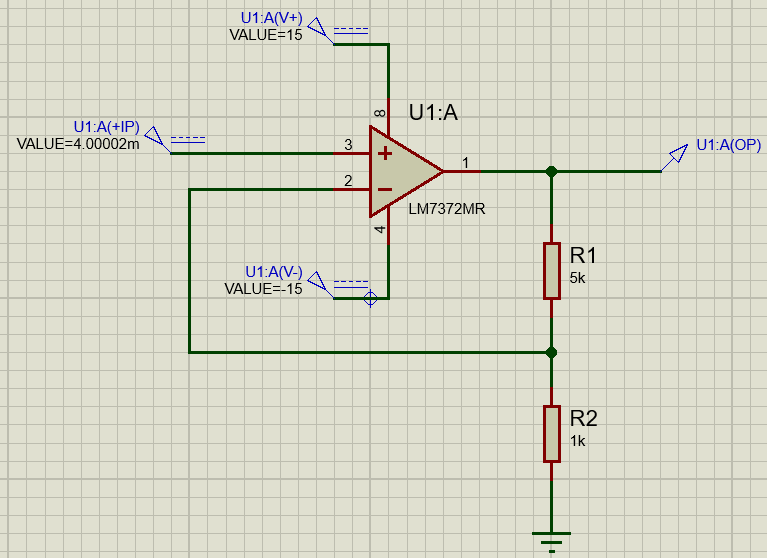 U1:A(V+)
VALUE=15
8
U1:A
U1:A(+IP)
VALUE=4.00002m
3
1
U1:A(OP)
2
LM7372MR
4
U1:A(V-)
VALUE=-15
R1
5k
R2
1k